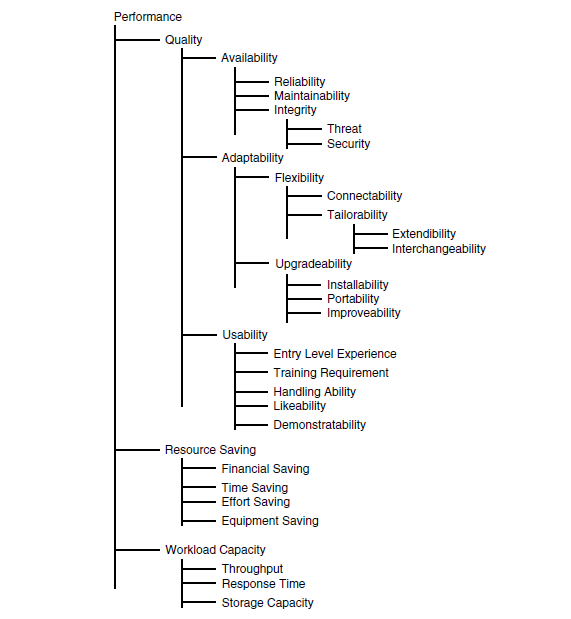 Performance
Quality
Availability
Reliability
Maintainability
Integrity
Threat
Security
Adaptability
Flexibility
Connectability
Tailorability
Extendibility
Interchangeability
Upgradeability
Installability
Portability
Improveability
Usability
Entry Level Experience
Training Requirement
Handling Ability
Likeability
Demonstratability
Resource Saving
Financial Saving
Time Saving
Effort Saving
Equipment Saving
Workload Capacity
Throughput
Response Time
Storage Capacity